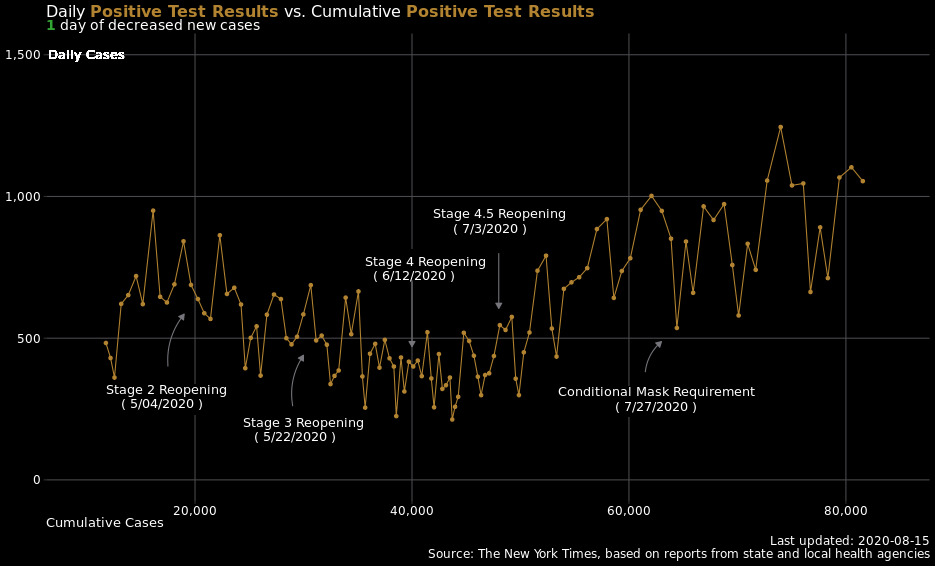 Daily Positive Test Results vs. Cumulative Positive Test Results
1 day of decreased new cases
1,500
Daily Cases
1,000
Stage 4.5 Reopening
( 7/3/2020 )
Stage 4 Reopening
( 6/12/2020 )
500
Stage 2 Reopening
( 5/04/2020 )
Conditional Mask Requirement
( 7/27/2020 )
Stage 3 Reopening
( 5/22/2020 )
0
20,000 40,000 60,000 80,000
Cumulative Cases
Last updated: 2020-08-15
Source: The New York Times, based on reports from state and local health agencies